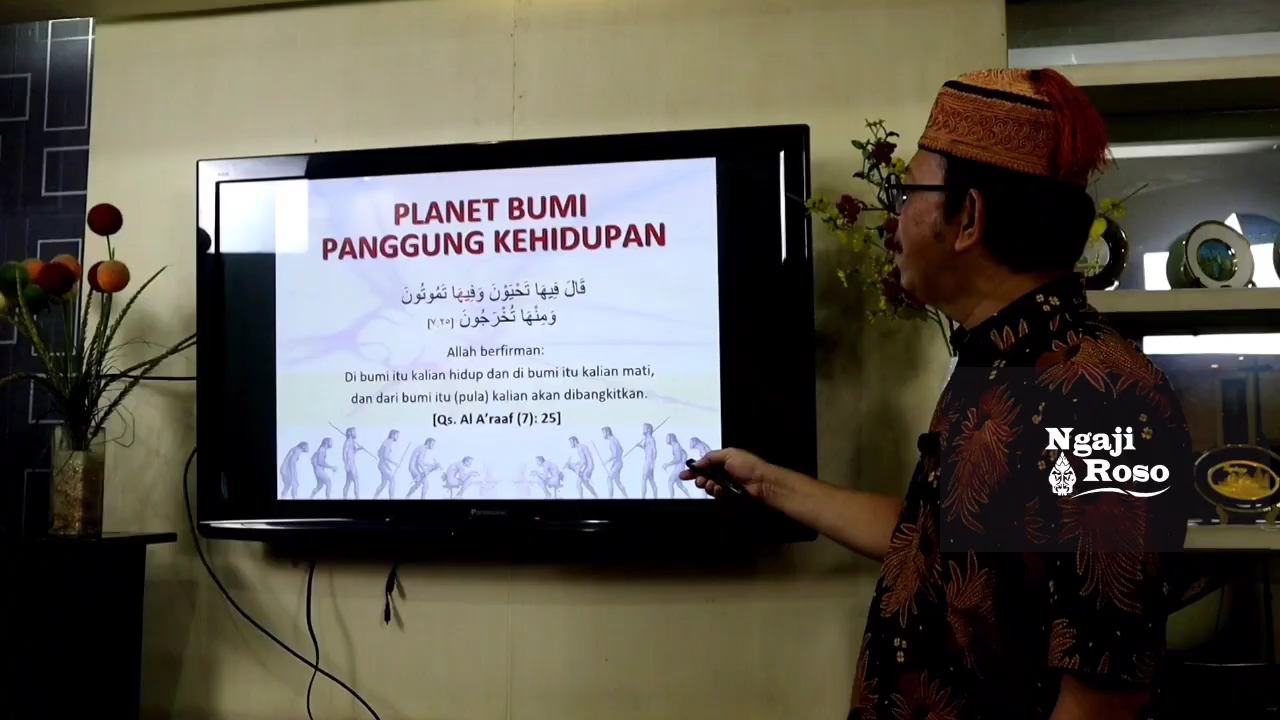 PLANET BUMI
PANGGUNG KEHIDUPAN
قَالَ فِيهَا تَحْيَوْنَ وَفِيهَا تَمُوتُونَ
وَمِنْهَا تُخْرَجُونَ [٧:٢٥]
Allah berfirman:
Di bumi itu kalian hidup dan di bumi itu kalian mati,
dan dari bumi itu (pula) kalian akan dibangkitkan.
[Qs. Al A’raaf (7): 25]
Panasonic
Ngaji
Roso